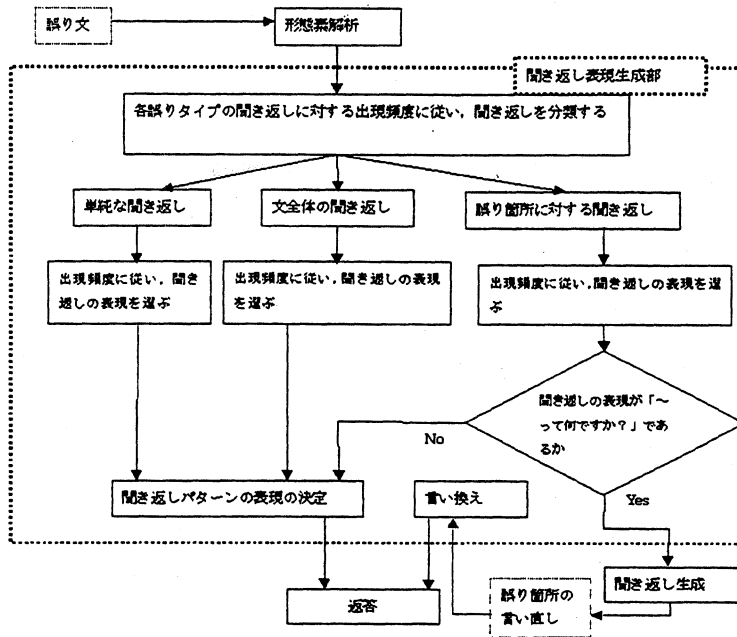 誤り文
形態素解析
聞き返し表現生成部
各誤りタイプの聞き返しに対する出現頻度に従い，聞き返しを分類する
単純な聞き返し
文全体の聞き返し
誤り箇所に対する聞き返し
出現頻度に従い，聞き
返しの表現を選ぶ
出現頻度に従い，聞き返しの表現
を選ぶ
出現頻度に従い，聞き返しの表現を選
ぶ
聞き返しの表現が「～
って何ですか？」であ
るか
No
Yes
聞き返しパターンの表現の決定
言い換え
聞き返し生成
誤り箇所の
言い直し
返答